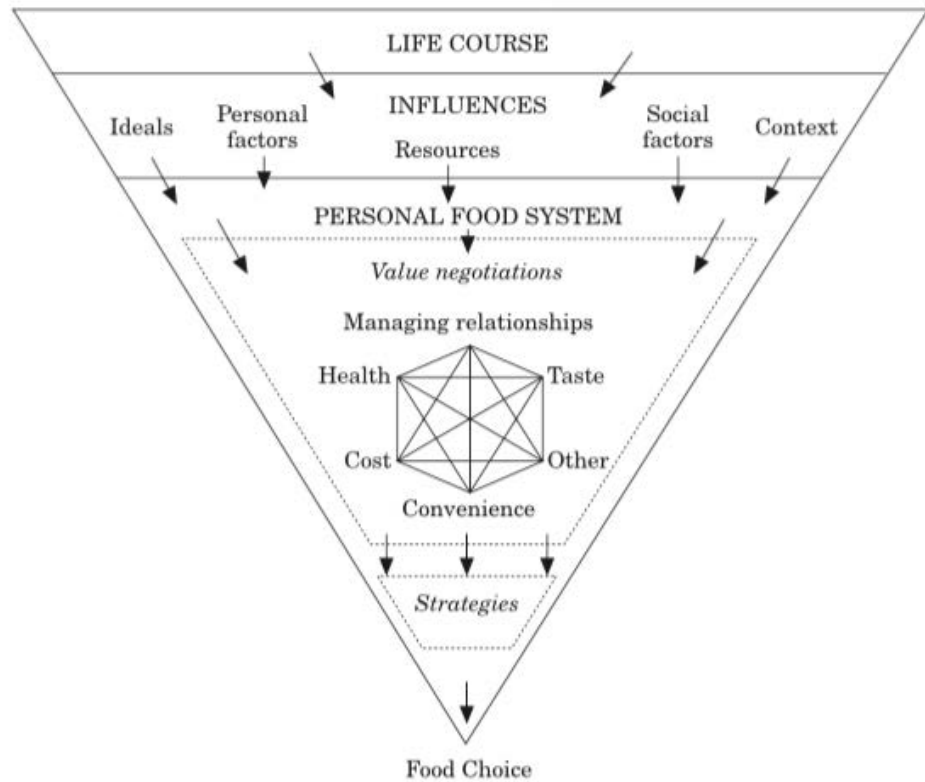 LIFE COURSE
INFLUENCES
Ideals
Personal
factors
Resources
Social
factors
Context
PERSONAL FOOD SYSTEM
Value negotiations
Managing relationships
Health
Taste
Cost
Other
Convenience
Strategies
Food Choice